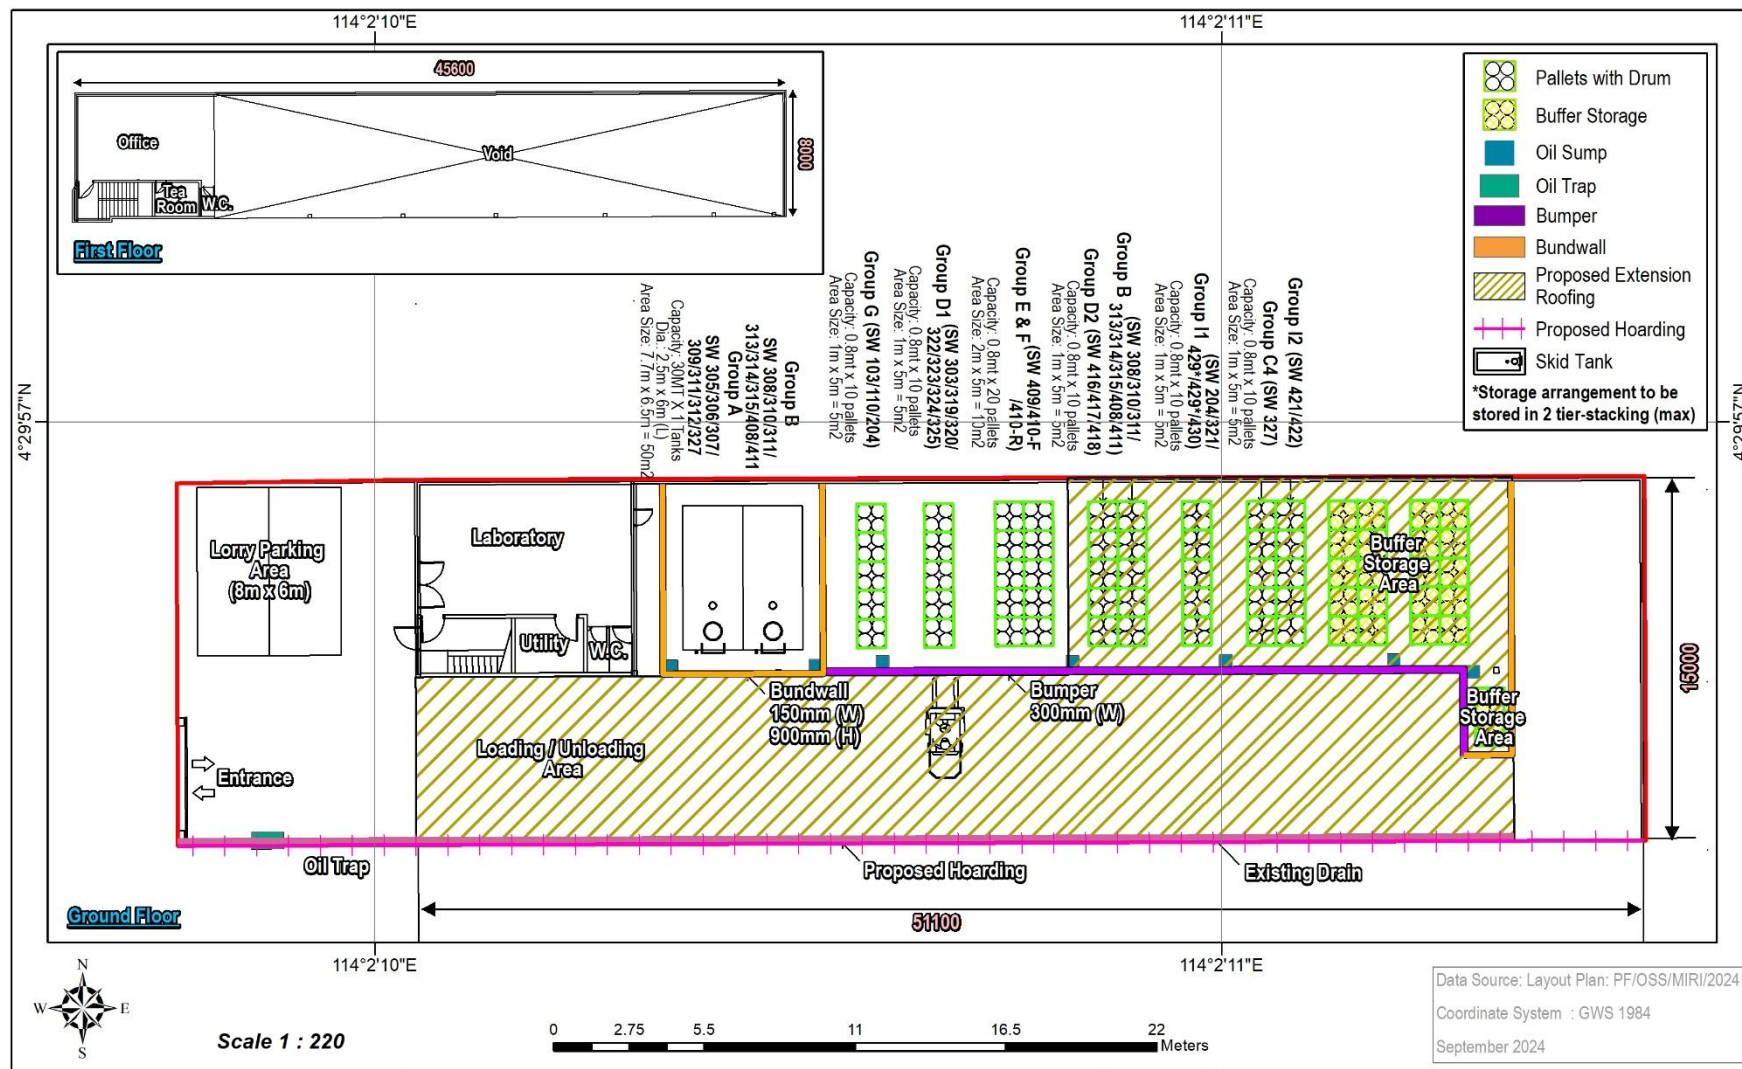 114°2'10"E
114°2'11"E
45600
8000
Office
Void
Tea
Room
W.C.
First Floor
Pallets with Drum
Buffer Storage
Oil Sump
Oil Trap
Bumper
Bundwall
Proposed Extension
Roofing
Proposed Hoarding
Skid Tank
*Storage arrangement to be
stored in 2 tier-stacking (max)
4°29'57"N
4°29'57"N
Group B
SW 308/310/311/
313/314/315/408/411
Group A
SW 305/306/307/
309/311/312/327
Capacity: 30MT X 1 Tanks
Dia.: 2.5m x 6m (L)
Area Size: 7.7m x 6.5m = 50m2
Group G (SW 103/110/204)
Capacity: 0.8mt x 10 pallets
Area Size: 1m x 5m = 5m2
Group D1 (SW 303/319/320/
322/323/324/325)
Capacity: 0.8mt x 10 pallets
Area Size: 1m x 5m = 5m2
Group E & F (SW 409/410-F
/410-R)
Capacity: 0.8mt x 20 pallets
Area Size: 2m x 5m = 10m2
Group B (SW 308/310/311/
313/314/315/408/411)
Group D2 (SW 416/417/418)
Capacity: 0.8mt x 10 pallets
Area Size: 1m x 5m = 5m2
Group I1 (SW 204/321/
429*/429*/430)
Capacity: 0.8mt x 10 pallets
Area Size: 1m x 5m = 5m2
Group I2 (SW 421/422)
Group C4 (SW 327)
Capacity: 0.8mt x 10 pallets
Area Size: 1m x 5m = 5m2
Lorry Parking
Area
(8m x 6m)
Laboratory
Utility
W.C.
Buffer
Storage
Area
Bundwall
150mm (W)
900mm (H)
Bumper
300mm (W)
Buffer
Storage
Area
15000
Loading / Unloading
Area
Entrance
Oil Trap
Proposed Hoarding
Existing Drain
Ground Floor
51100
114°2'10"E
114°2'11"E
N
W
E
S
Scale 1 : 220
0 2.75 5.5 11 16.5 22
Meters
Data Source: Layout Plan: PF/OSS/MIRI/2024
Coordinate System : GWS 1984
September 2024